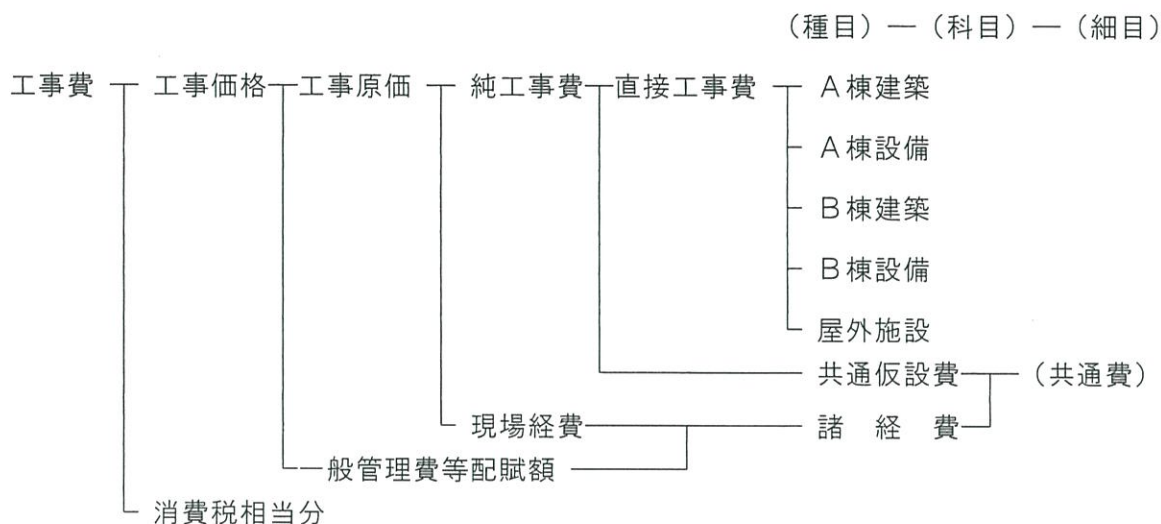 （種目）―（科目）―（細目）
工事費 工事価格 工事原価 純工事費 直接工事費 A棟建築
A棟設備
B棟建築
B棟設備
屋外施設
共通仮設費 （共通費）
現場経費 諸経費
一般管理費等配賦額
消費税相当分